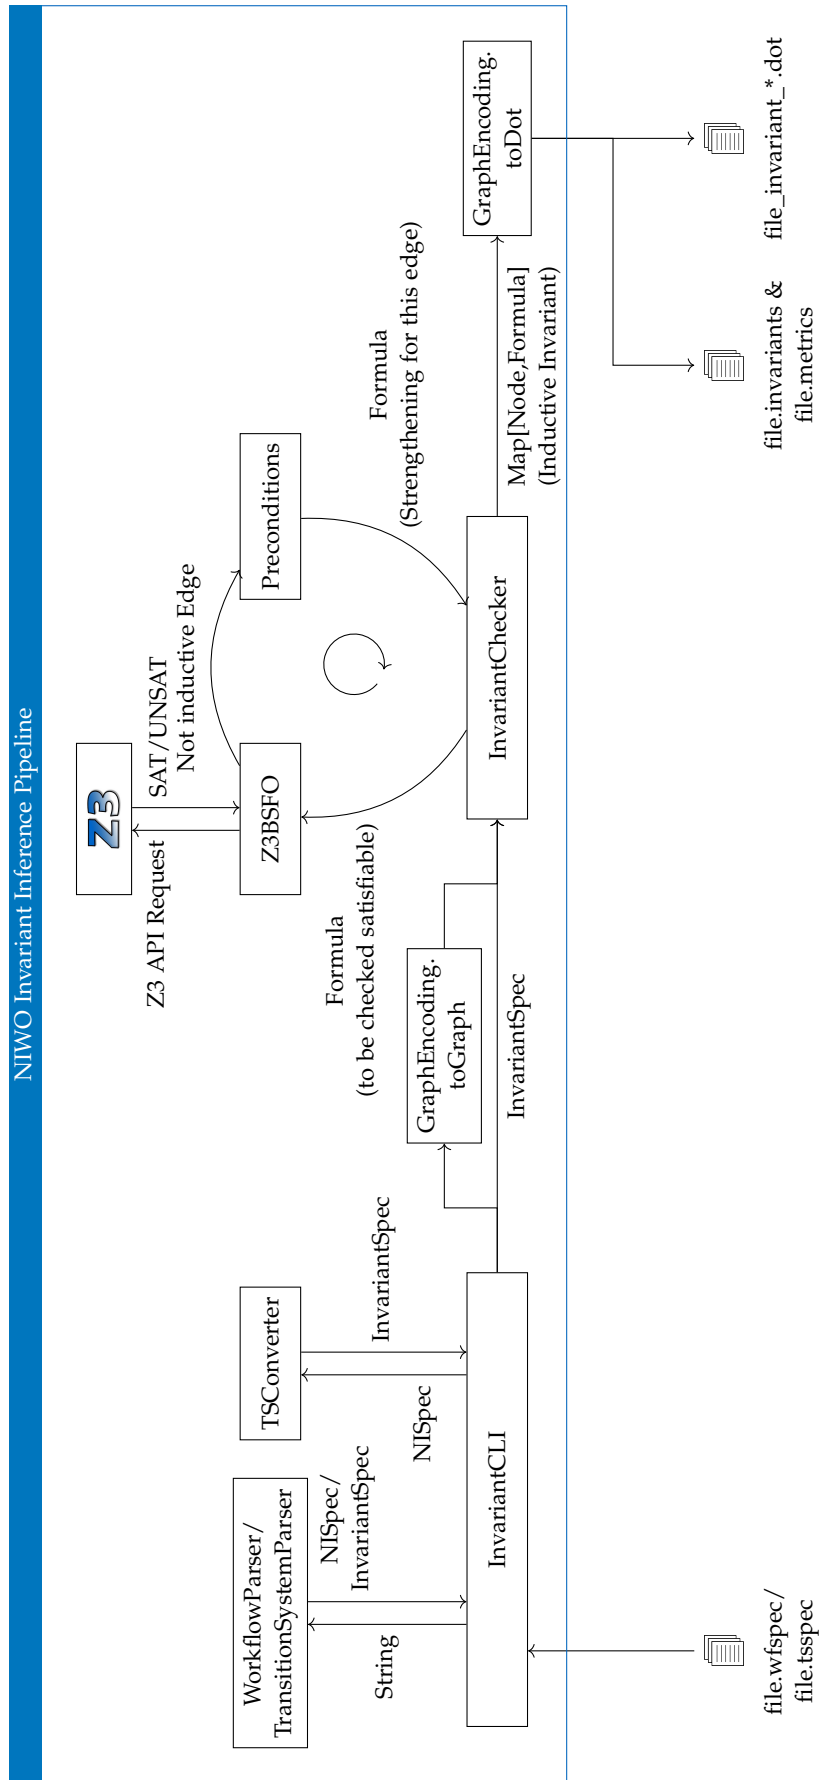 NIWO Invariant Inference Pipeline
Z3
Z3 API Request
SAT/UNSAT
Not inductive Edge
WorkflowParser/
TransitionSystemParser
TSConverter
Z3BSFO
Preconditions
String
NISpec/
InvariantSpec
NISpec
InvariantSpec
Formula
(to be checked satisfiable)
Formula
(Strengthening for this edge)
GraphEncoding.
toGraph
InvariantCLI
InvariantSpec
InvariantChecker
Map[Node,Formula]
(Inductive Invariant)
GraphEncoding.
toDot
file.wfspec/
file.tsspec
file.invariants &
file.metrics
file_invariant_*.dot